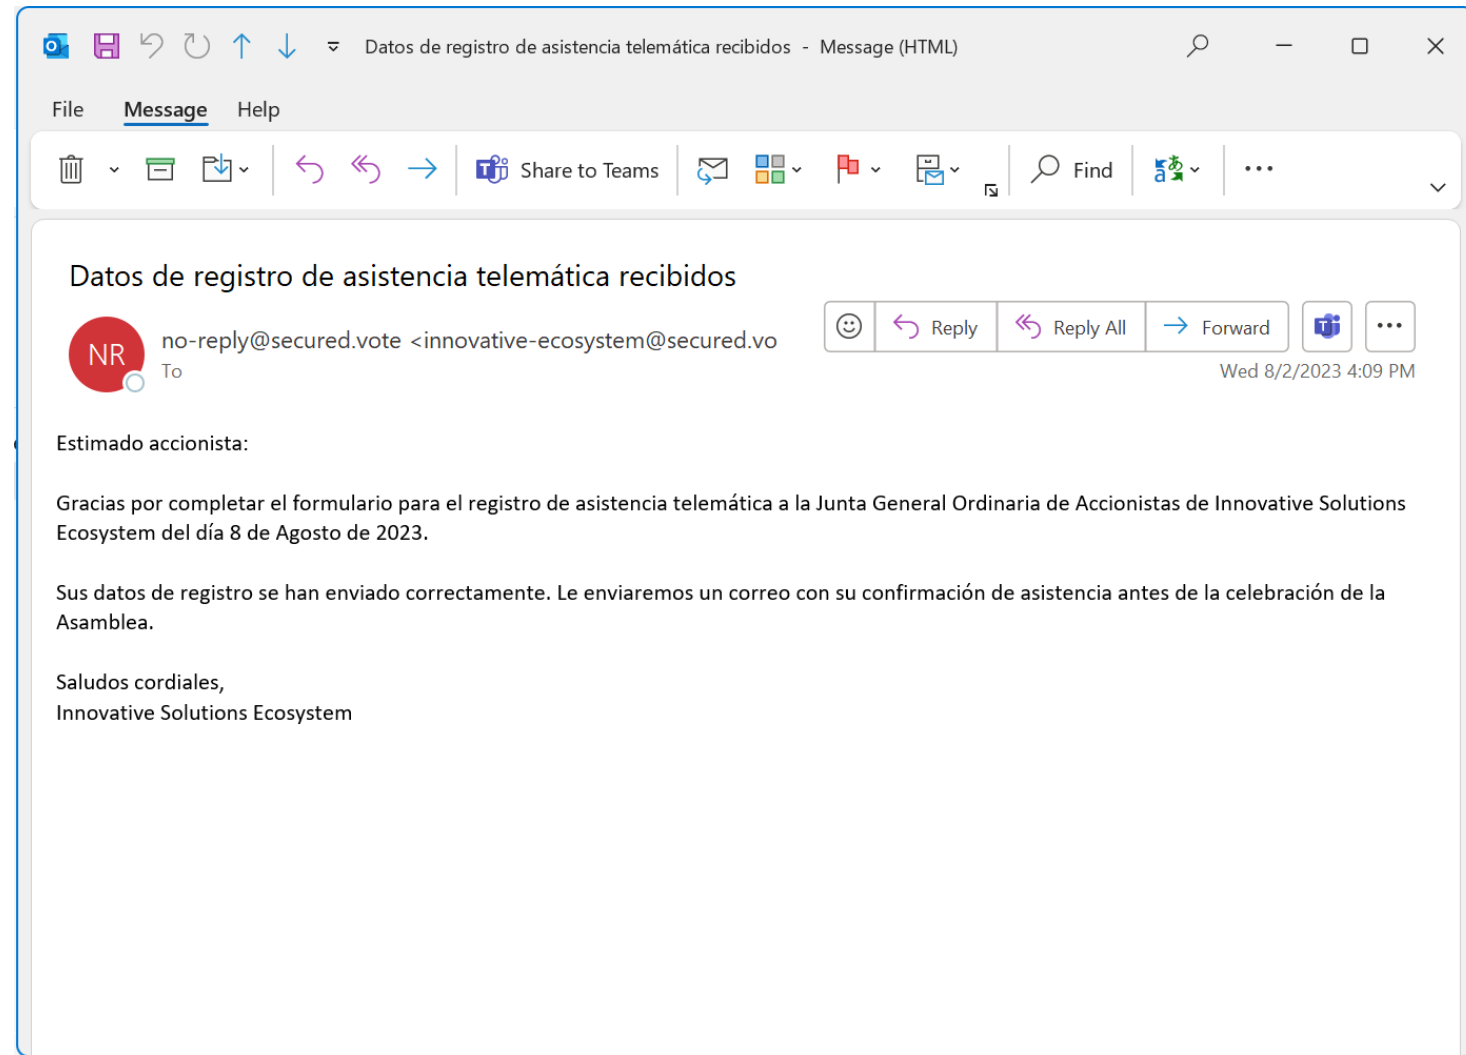 Datos de registro de asistencia telemática recibidos - Message (HTML)
File Message Help
Share to Teams Find
Datos de registro de asistencia telemática recibidos
NR
no-reply@secured.vote <innovative-ecosystem@secured.vo
To
Reply Reply All Forward
Wed 8/2/2023 4:09 PM
Estimado accionista:
Gracias por completar el formulario para el registro de asistencia telemática a la Junta General Ordinaria de Accionistas de Innovative Solutions
Ecosystem del día 8 de Agosto de 2023.
Sus datos de registro se han enviado correctamente. Le enviaremos un correo con su confirmación de asistencia antes de la celebración de la
Asamblea.
Saludos cordiales,
Innovative Solutions Ecosystem